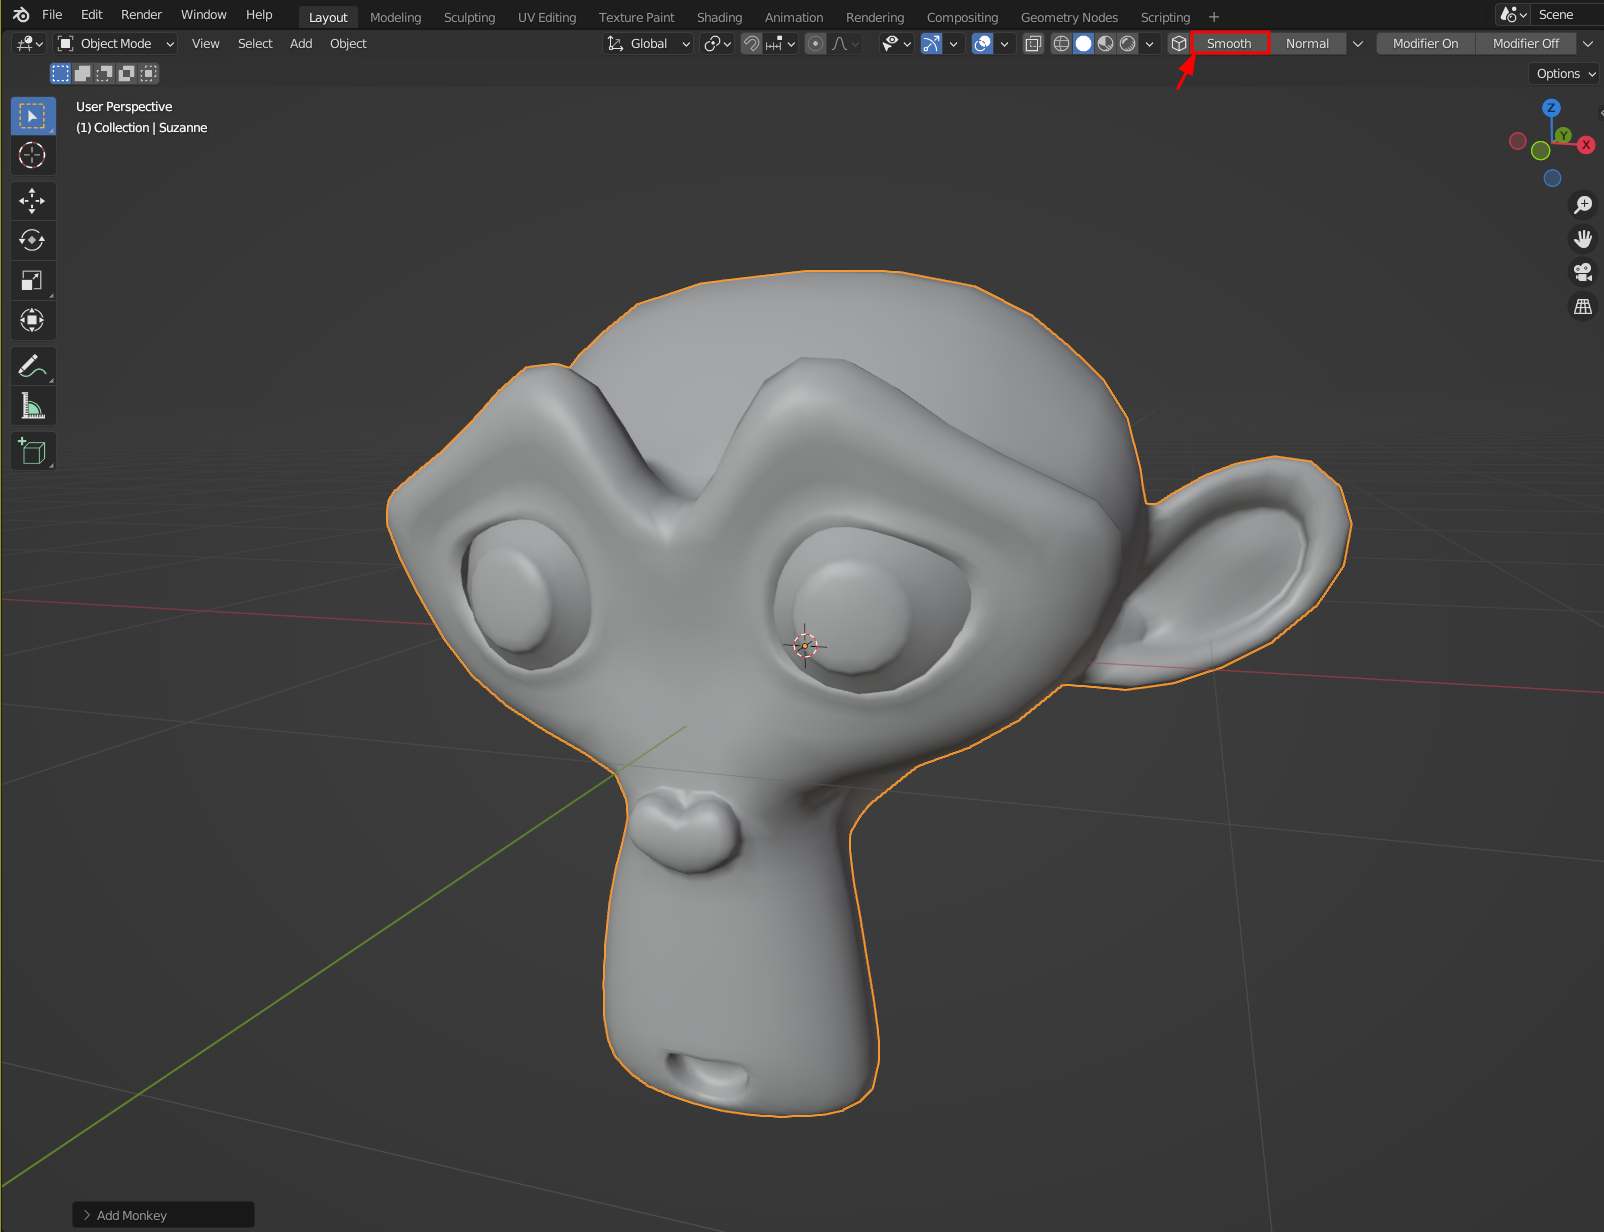 File Edit Render Window Help Layout Modeling Sculpting UV Editing Texture Paint Shading Animation Rendering Compositing Geometry Nodes Scripting + Scene
Object Mode View Select Add Object Global Smooth Normal Modifier On Modifier Off
Options
User Perspective
(1) Collection | Suzanne
Z
Y
X
Add Monkey